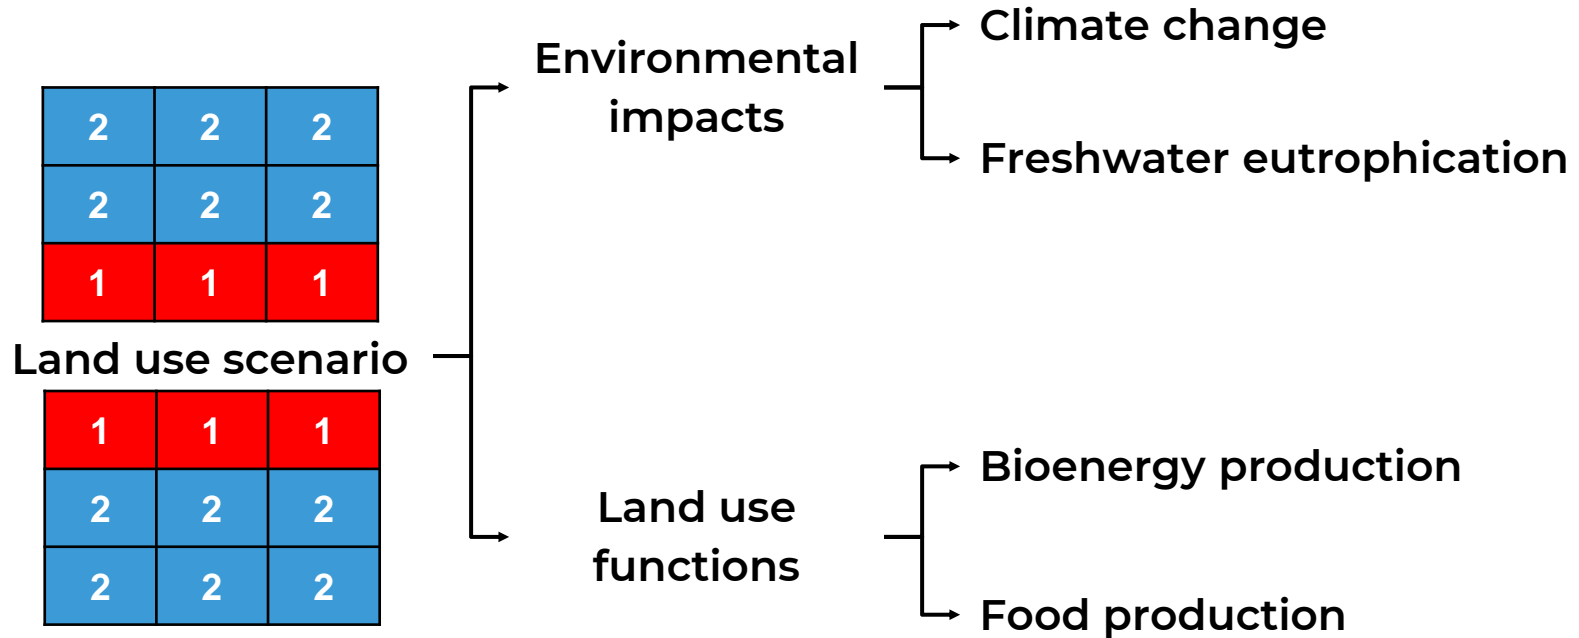 2 2 2
2 2 2
1 1 1
Land use scenario
1 1 1
2 2 2
2 2 2
Environmental
impacts
Climate change
Freshwater eutrophication
Land use
functions
Bioenergy production
Food production